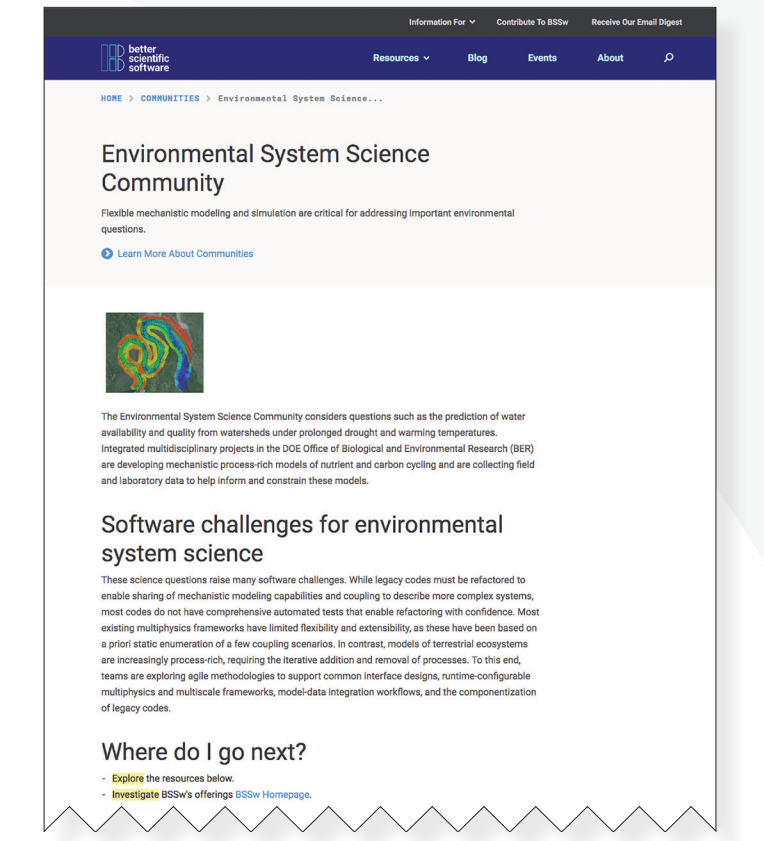 Information For Contribute To BSSw Receive Our Email Digest
better
scientific
software
Resources Blog Events About
HOME > COMMUNITIES > Environmental System Science...
Environmental System Science
Community
Flexible mechanistic modeling and simulation are critical for addressing important environmental
questions.
Learn More About Communities
The Environmental System Science Community considers questions such as the prediction of water
availability and quality from watersheds under prolonged drought and warming temperatures.
Integrated multidisciplinary projects in the DOE Office of Biological and Environmental Research (BER)
are developing mechanistic process-rich models of nutrient and carbon cycling and are collecting field
and laboratory data to help inform and constrain these models.
Software challenges for environmental
system science
These science questions raise many software challenges. While legacy codes must be refactored to
enable sharing of mechanistic modeling capabilities and coupling to describe more complex systems,
most codes do not have comprehensive automated tests that enable refactoring with confidence. Most
existing multiphysics frameworks have limited flexibility and extensibility, as these have been based on
a priori static enumeration of a few coupling scenarios. In contrast, models of terrestrial ecosystems
are increasingly process-rich, requiring the iterative addition and removal of processes. To this end,
teams are exploring agile methodologies to support common interface designs, runtime-configurable
multiphysics and multiscale frameworks, model-data integration workflows, and the componentization
of legacy codes.
Where do I go next?
- Explore the resources below.
- Investigate BSSw's offerings BSSw Homepage.